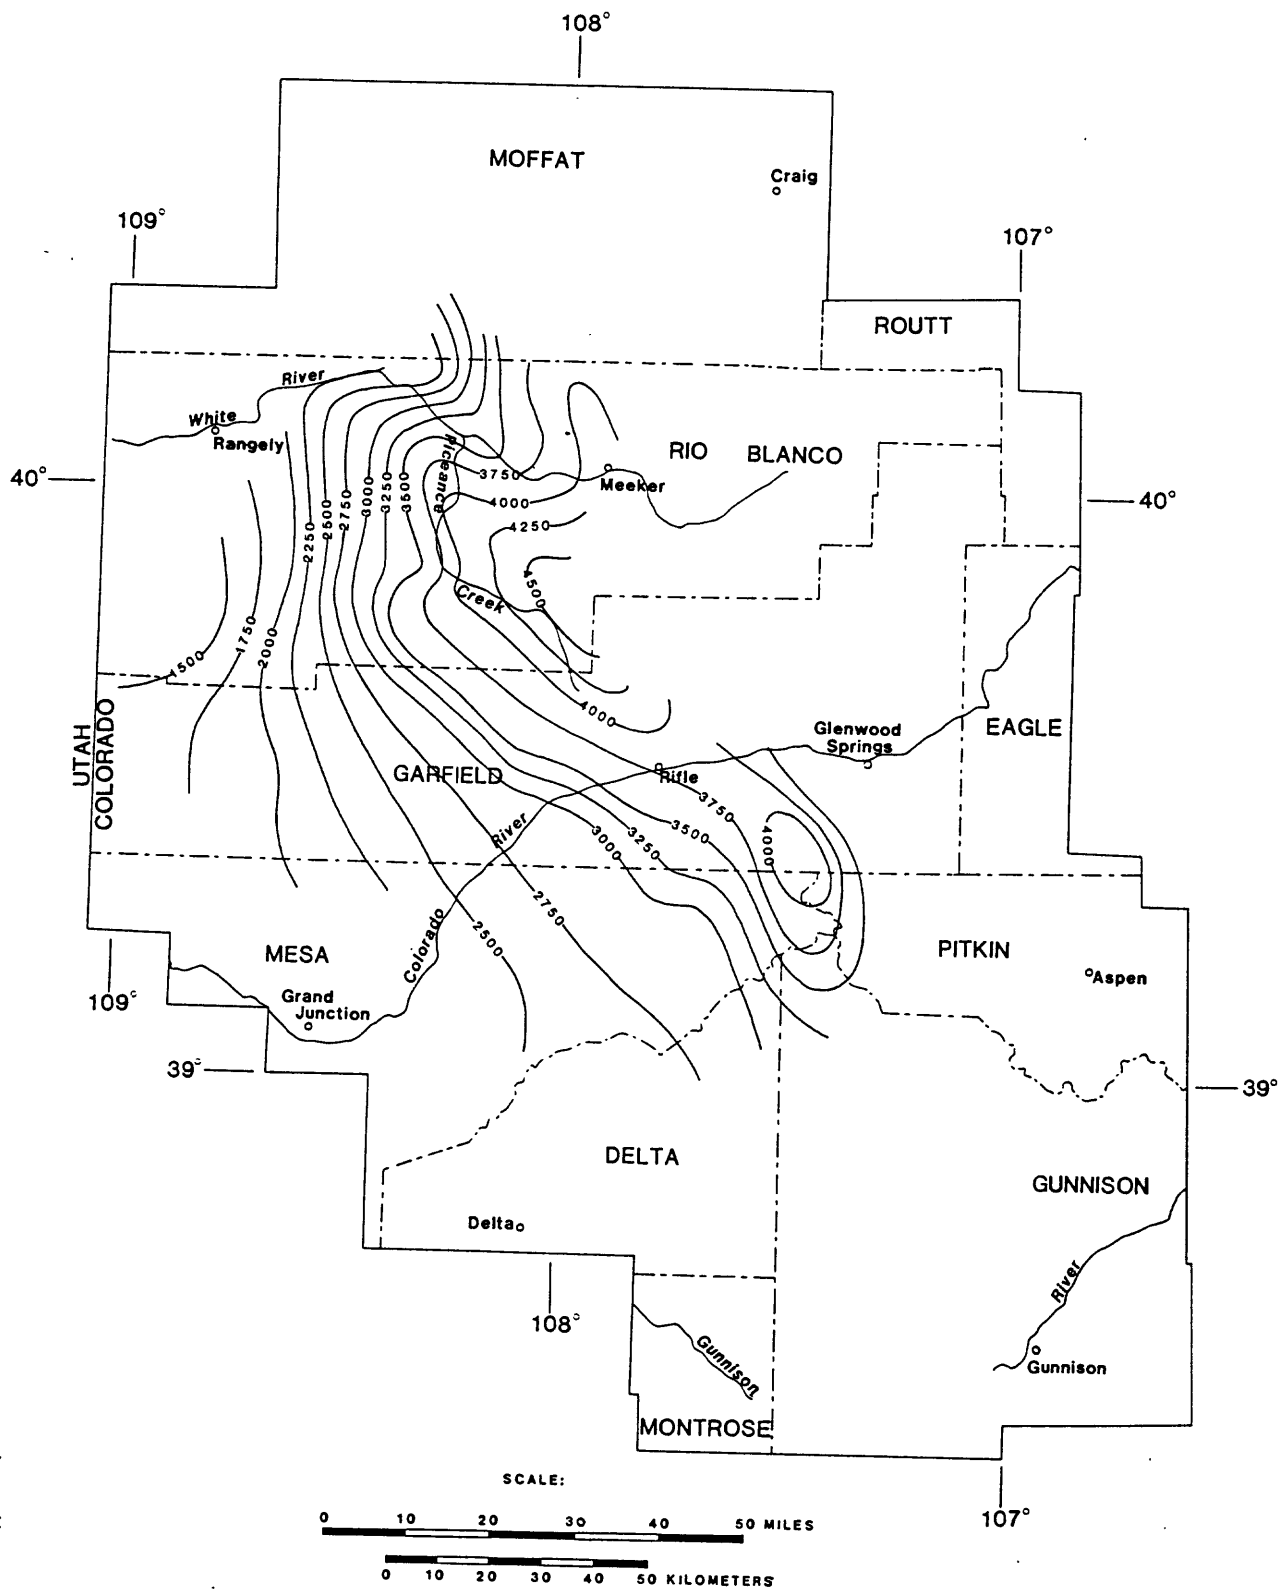 108°
MOFFAT
Craig
109°
107°
ROUTT
River
White
Rangely
Piceance
RIO BLANCO
3750
Meeker
40°
40°
4000
4250
2250
2500
2750
3000
3250
3500
4500
Creek
1500
1750
2000
4000
UTAH
COLORADO
Glenwood
Springs
EAGLE
GARFIELD
Rifle
River
3750
3500
3250
3000
4000
2750
2500
Colorado
MESA
PITKIN
Aspen
109°
Grand
Junction
39°
39°
DELTA
GUNNISON
Delta
River
108°
Gunnison
Gunnison
MONTROSE
SCALE:
0 10 20 30 40 50 MILES
0 10 20 30 40 50 KILOMETERS
107°